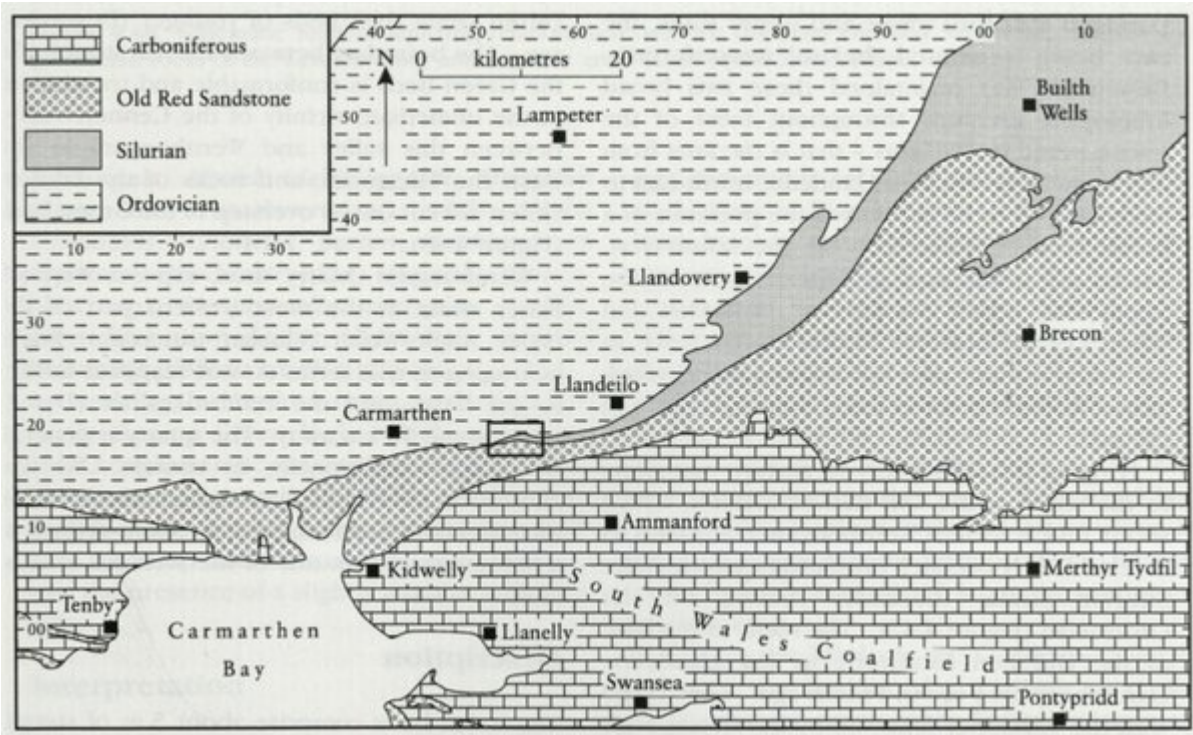 Carboniferous
Old Red Sandstone
Silurian
Ordovician
N
0 kilometres 20
40 50 60 70 80 90 00 10
50
Lampeter
Builth
Wells
40
10 20 30
Llandovery
30
Brecon
Llandeilo
Carmarthen
20
10
Ammanford
Kidwelly
Merthyr Tydfil
South Wales Coalfield
Tenby
00
Carmarthen
Bay
Llanelly
Swansea
Pontypridd